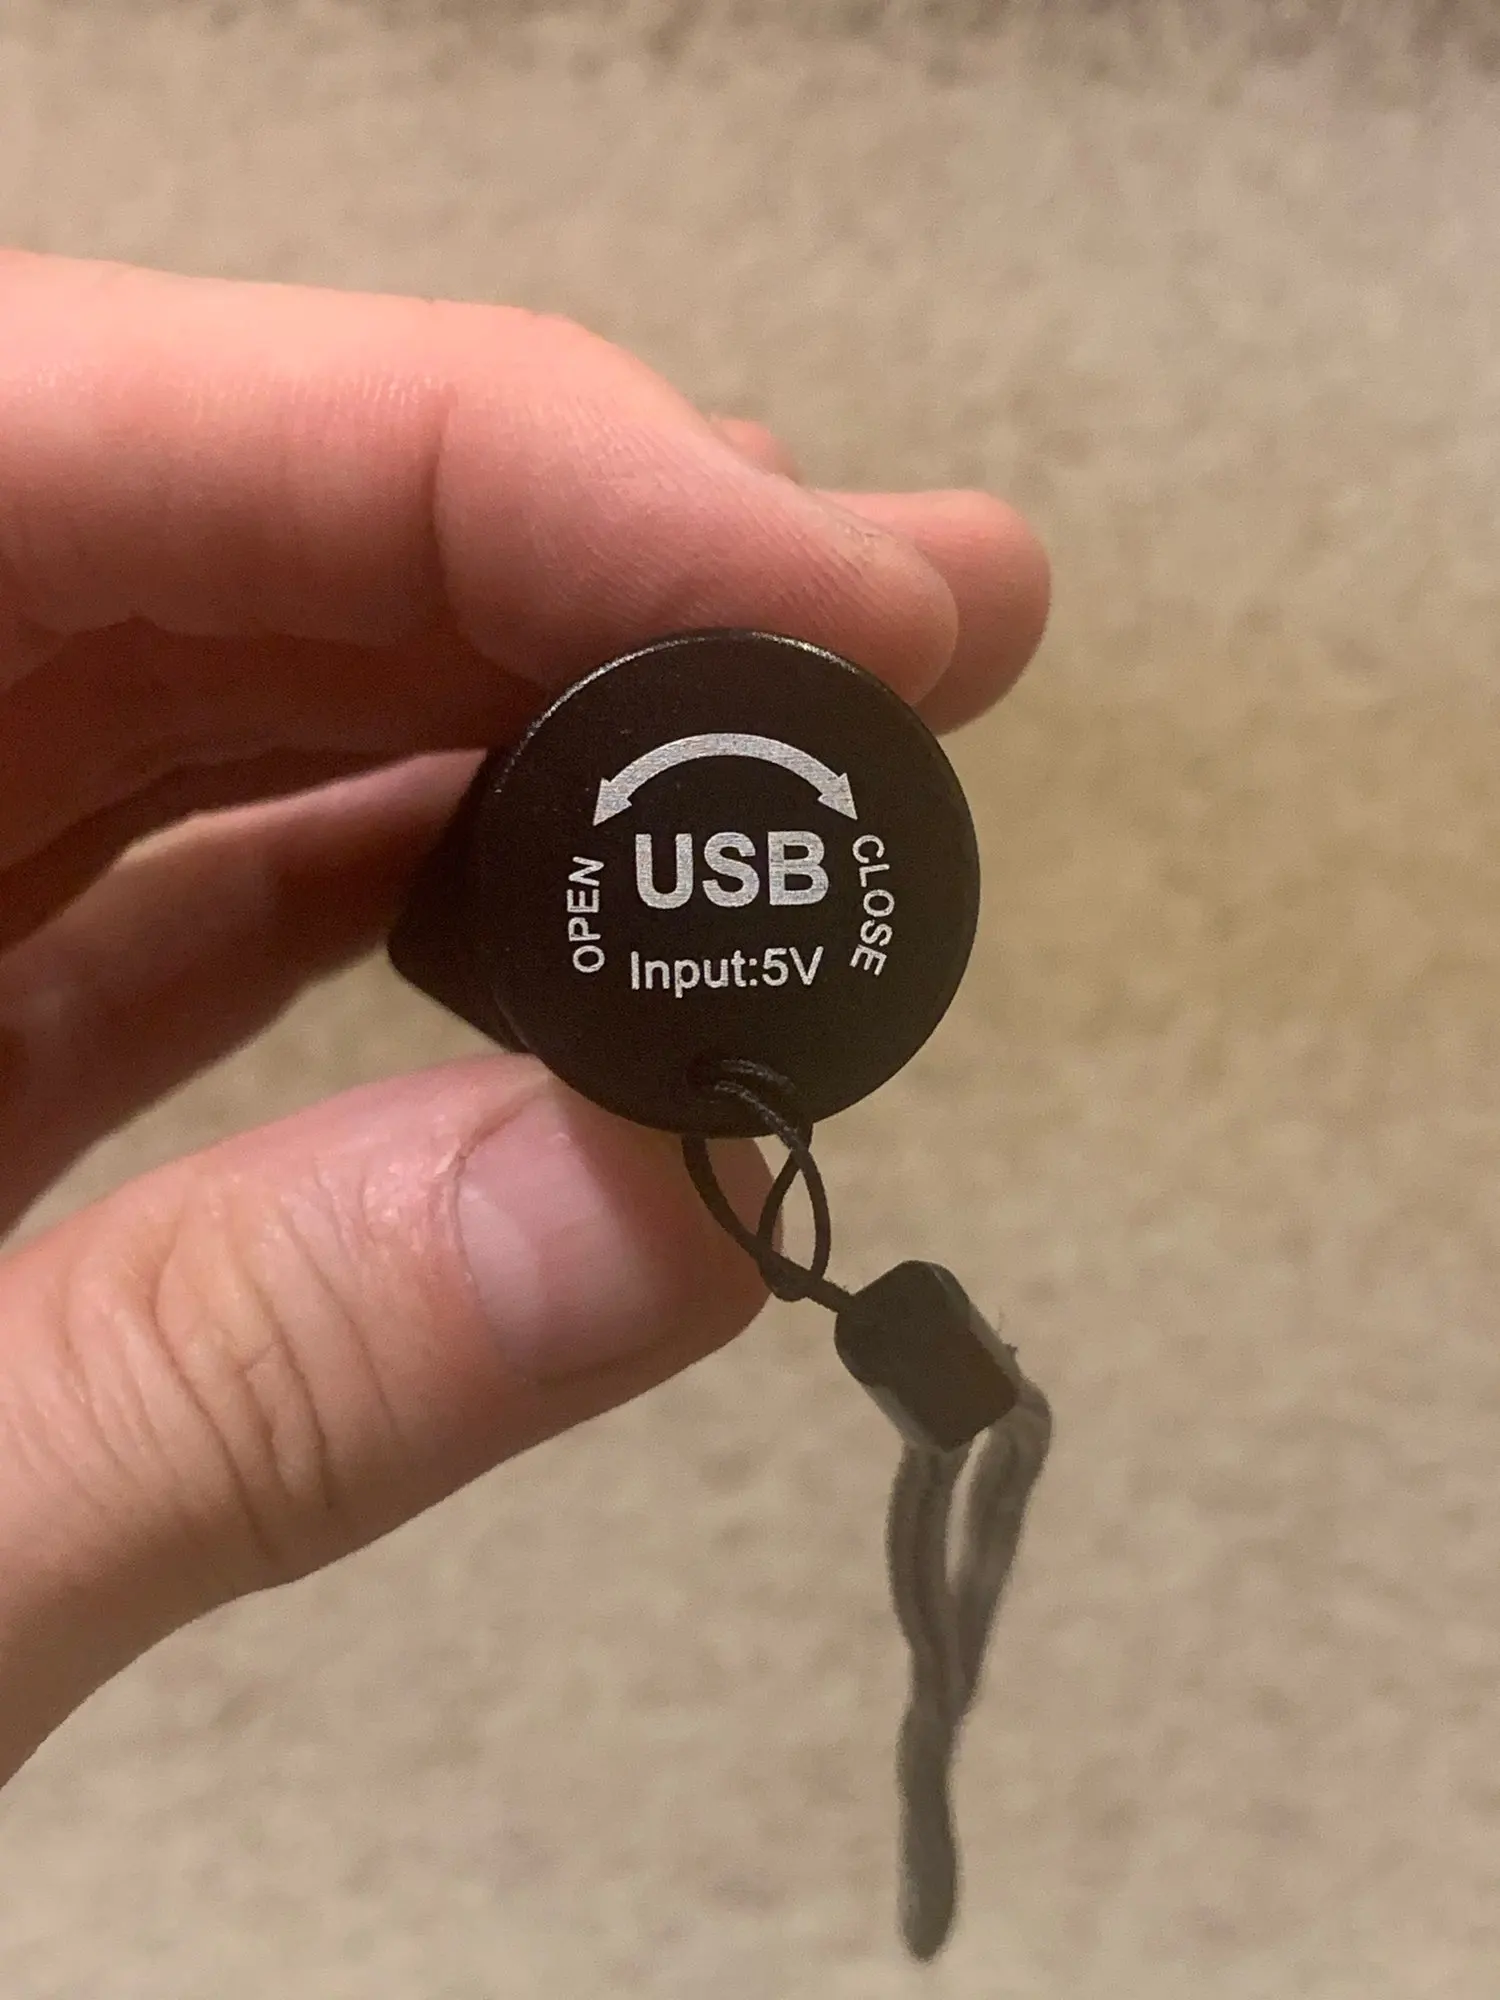 OPEN
USB
CLOSE
Input:5V